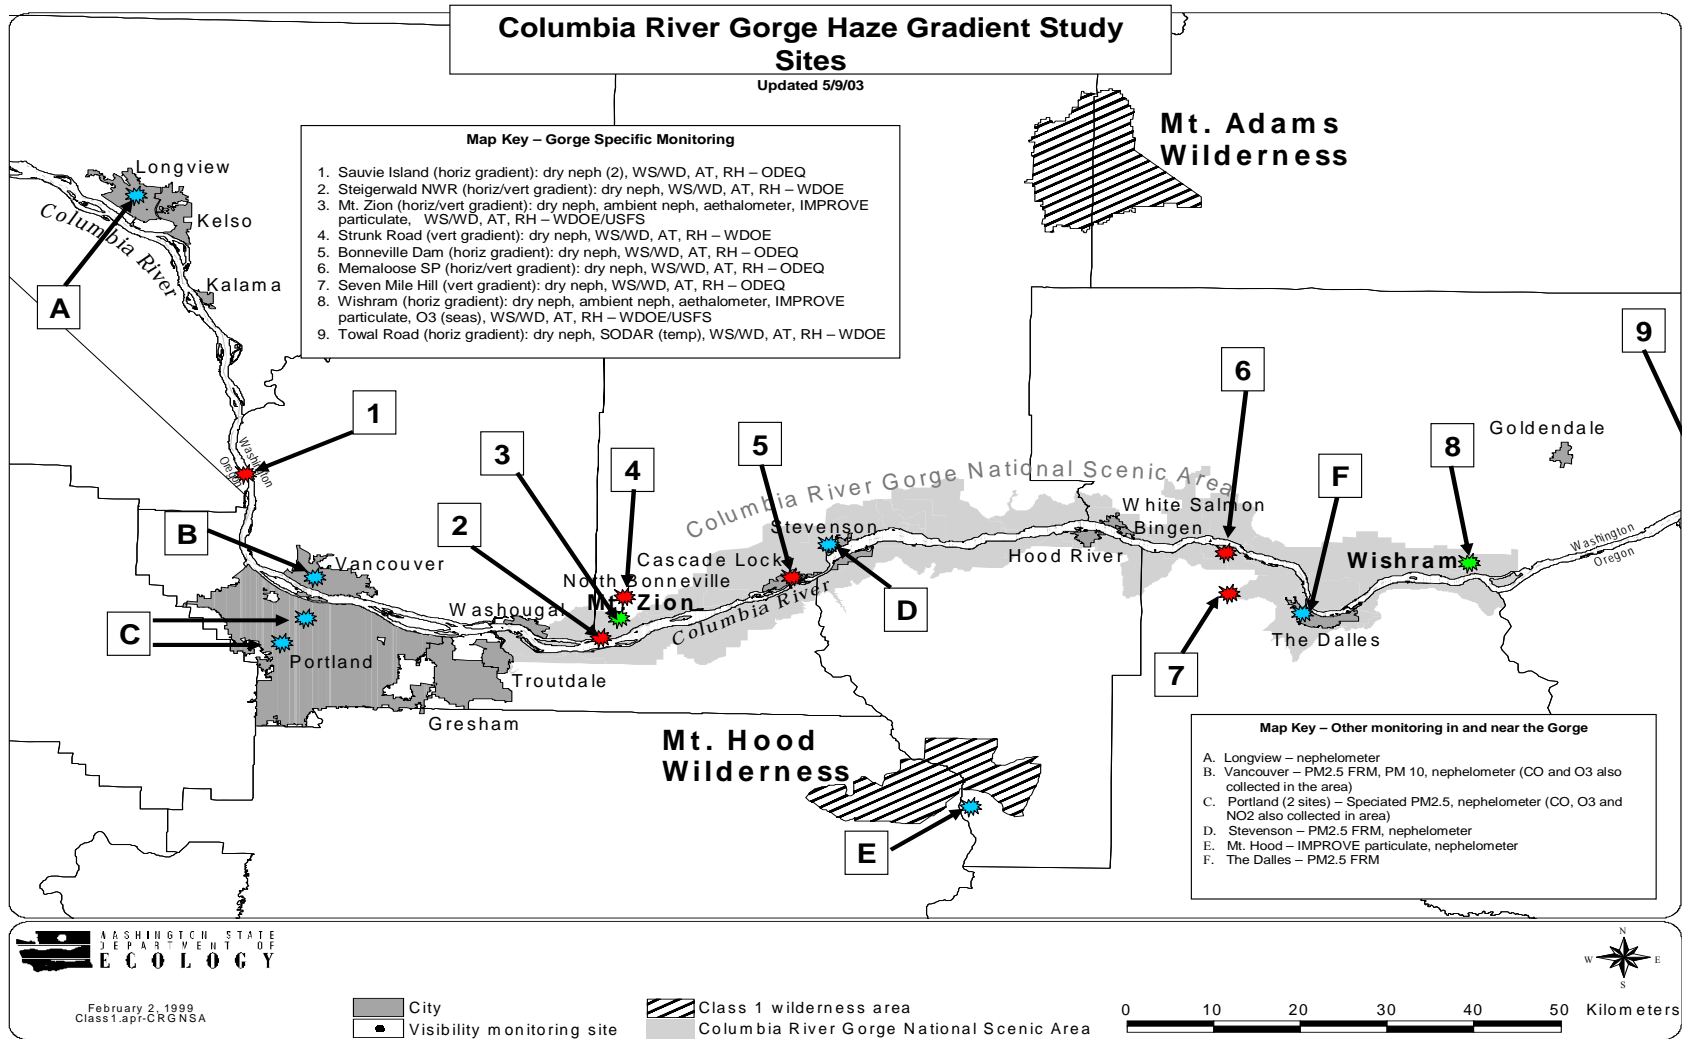 Columbia River Gorge Haze Gradient Study
Sites
Updated 5/9/03
Map Key – Gorge Specific Monitoring
1. Sauvie Island (horiz gradient): dry neph (2), WS/WD, AT, RH – ODEQ
2. Steigerwald NWR (horiz/vert gradient): dry neph, WS/WD, AT, RH – WDOE
3. Mt. Zion (horiz/vert gradient): dry neph, ambient neph, aethalometer, IMPROVE
particulate, WS/WD, AT, RH – WDOE/USFS
4. Strunk Road (vert gradient): dry neph, WS/WD, AT, RH – WDOE
5. Bonneville Dam (horiz gradient): dry neph, WS/WD, AT, RH – ODEQ
6. Memaloose SP (horiz/vert gradient): dry neph, WS/WD, AT, RH – ODEQ
7. Seven Mile Hill (vert gradient): dry neph, WS/WD, AT, RH – ODEQ
8. Wishram (horiz gradient): dry neph, ambient neph, aethalometer, IMPROVE
particulate, O3 (seas), WS/WD, AT, RH – WDOE/USFS
9. Towal Road (horiz gradient): dry neph, SODAR (temp), WS/WD, AT, RH – WDOE
Mt. Adams
Wilderness
Longview
Kelso
Columbia River
Kalama
A
9
6
1
Washington
Oregon
3
4
5
8
F
Goldendale
Columbia River Gorge National Scenic Area
2
B
White Salmon
Bingen
Stevenson
Hood River
Cascade Lock
North Bonneville
Washington
Oregon
Wishram
Vancouver
Washougal
Mt. Zion
Columbia River
D
C
Portland
The Dalles
7
Troutdale
Gresham
Mt. Hood
Wilderness
E
Map Key – Other monitoring in and near the Gorge
A. Longview – nephelometer
B. Vancouver – PM2.5 FRM, PM 10, nephelometer (CO and O3 also
collected in the area)
C. Portland (2 sites) – Speciated PM2.5, nephelometer (CO, O3 and
NO2 also collected in area)
D. Stevenson – PM2.5 FRM, nephelometer
E. Mt. Hood – IMPROVE particulate, nephelometer
F. The Dalles – PM2.5 FRM
WASHINGTON STATE
DEPARTMENT OF
ECOLOGY
February 2, 1999
Class1.apr-CRGNSA
City
Visibility monitoring site
Class 1 wilderness area
Columbia River Gorge National Scenic Area
0 10 20 30 40 50 Kilometers
N
W E
S